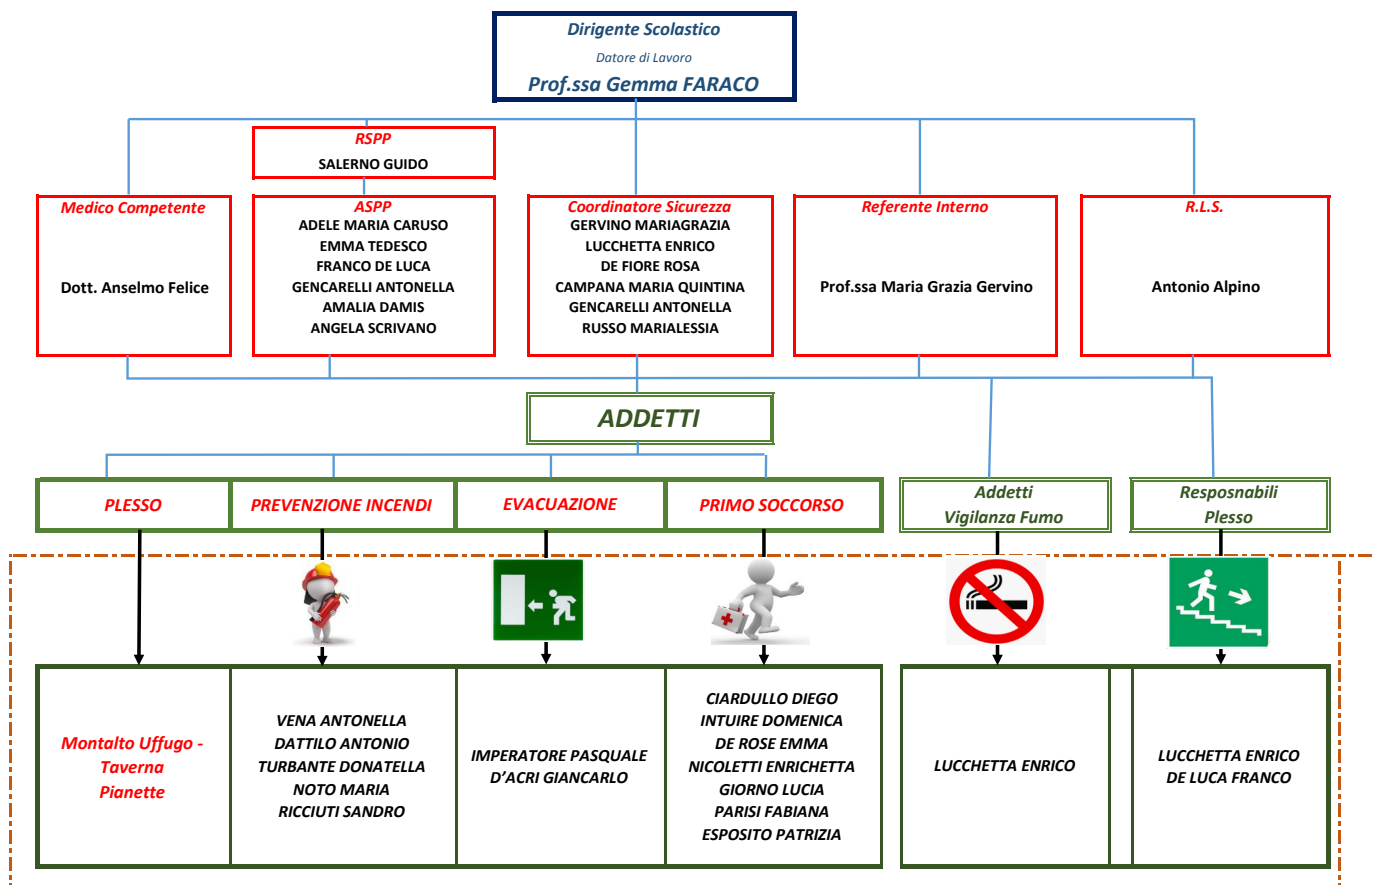 Dirigente Scolastico
Datore di Lavoro
Prof.ssa Gemma FARACO
RSPP
SALERNO GUIDO
Medico Competente
Dott. Anselmo Felice
ASPP
ADELE MARIA CARUSO
EMMA TEDESCO
FRANCO DE LUCA
GENCARELLI ANTONELLA
AMALIA DAMIS
ANGELA SCRIVANO
Coordinatore Sicurezza
GERVINO MARIAGRAZIA
LUCCHETTA ENRICO
DE FIORE ROSA
CAMPANA MARIA QUINTINA
GENCARELLI ANTONELLA
RUSSO MARIALESSIA
Referente Interno
Prof.ssa Maria Grazia Gervino
R.L.S.
Antonio Alpino
ADDETTI
PLESSO
PREVENZIONE INCENDI
EVACUAZIONE
PRIMO SOCCORSO
Addetti
Vigilanza Fumo
Resposnabili
Plesso
Montalto Uffugo -
Taverna
Pianette
VENA ANTONELLA
DATTILO ANTONIO
TURBANTE DONATELLA
NOTO MARIA
RICCIUTI SANDRO
IMPERATORE PASQUALE
D'ACRI GIANCARLO
CIARDULLO DIEGO
INTUIRE DOMENICA
DE ROSE EMMA
NICOLETTI ENRICHETTA
GIORNO LUCIA
PARISI FABIANA
ESPOSITO PATRIZIA
LUCCHETTA ENRICO
LUCCHETTA ENRICO
DE LUCA FRANCO